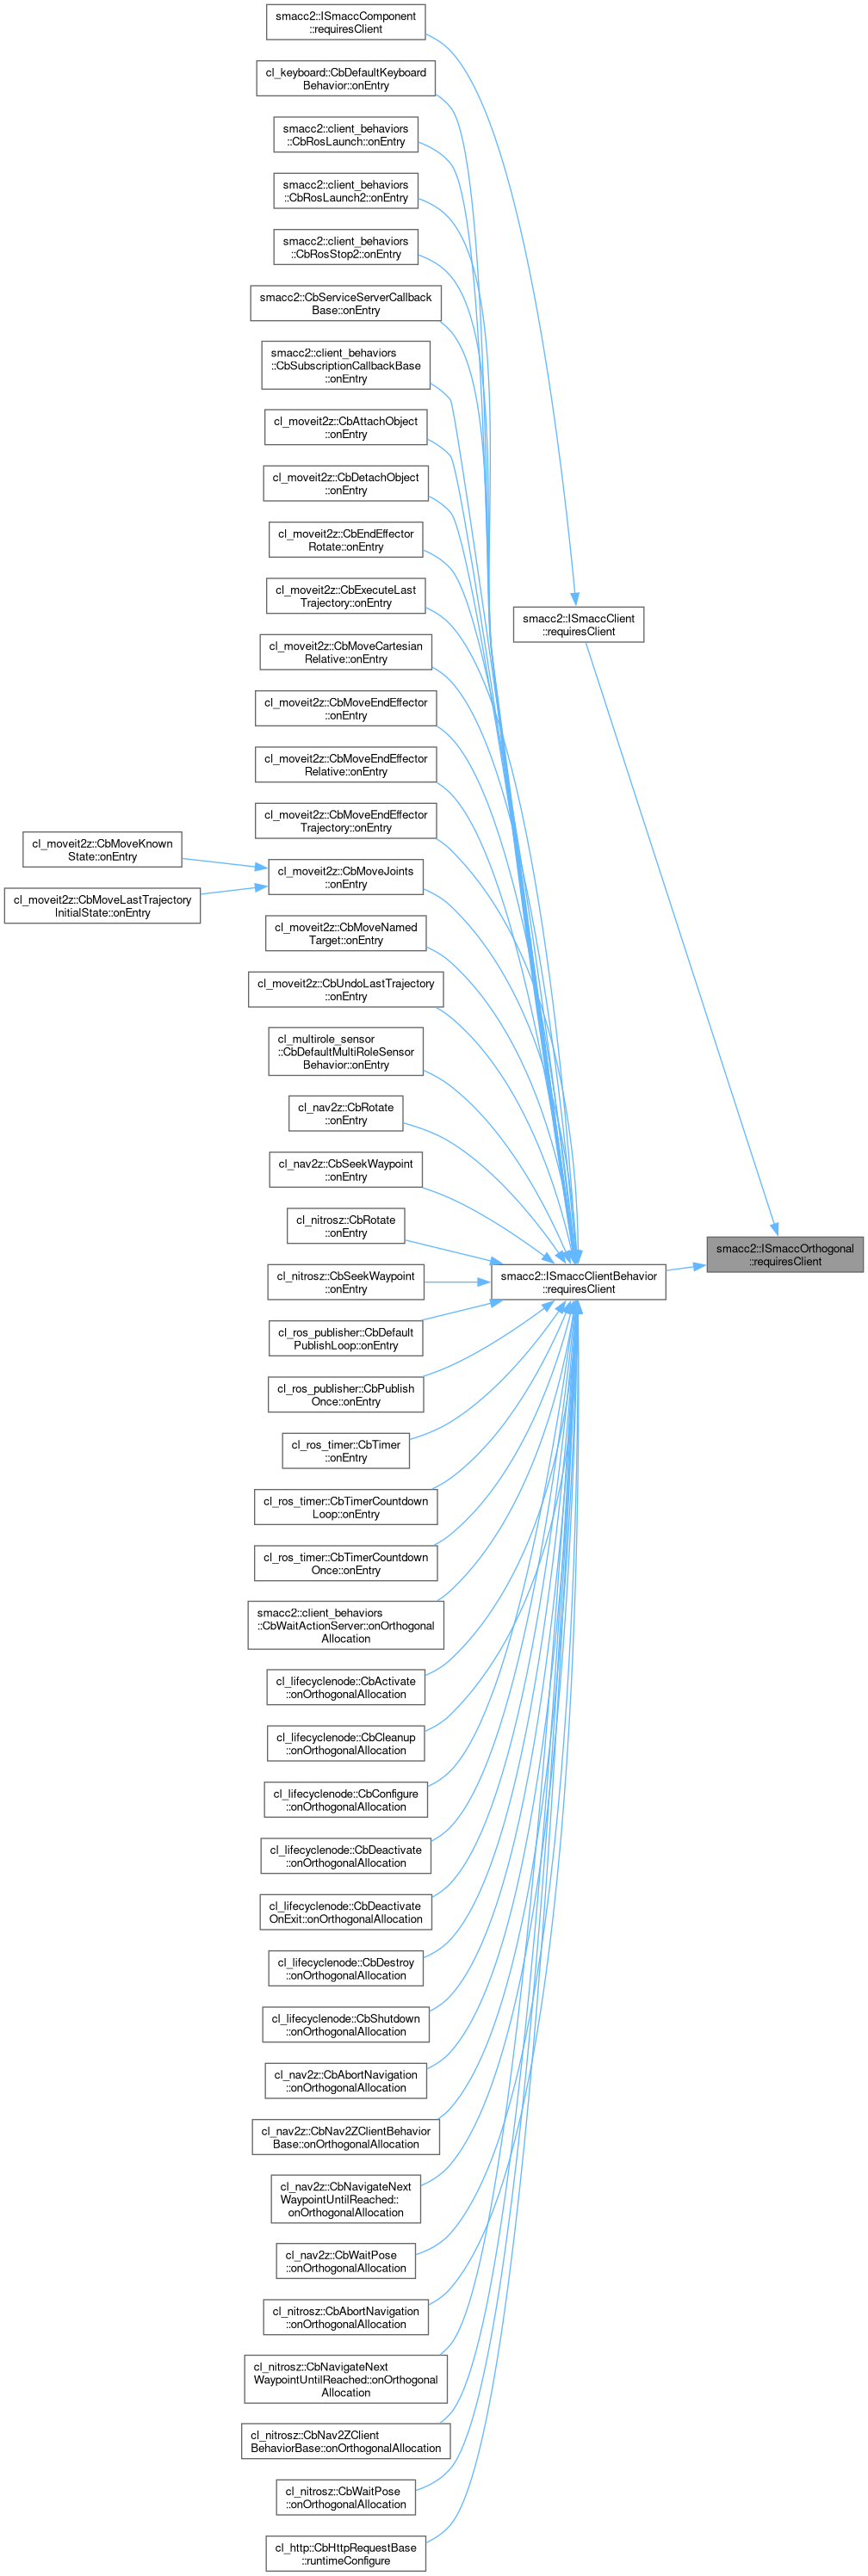 smacc2::ISmaccComponent
::requiresClient
cl_keyboard::CbDefaultKeyboard
Behavior::onEntry
smacc2::client_behaviors
::CbRosLaunch::onEntry
smacc2::client_behaviors
::CbRosLaunch2::onEntry
smacc2::client_behaviors
::CbRosStop2::onEntry
smacc2::CbServiceServerCallback
Base::onEntry
smacc2::client_behaviors
::CbSubscriptionCallbackBase
::onEntry
cl_moveit2z::CbAttachObject
::onEntry
cl_moveit2z::CbDetachObject
::onEntry
cl_moveit2z::CbEndEffector
Rotate::onEntry
cl_moveit2z::CbExecuteLast
Trajectory::onEntry
smacc2::ISmaccClient
::requiresClient
cl_moveit2z::CbMoveCartesian
Relative::onEntry
cl_moveit2z::CbMoveEndEffector
::onEntry
cl_moveit2z::CbMoveEndEffector
Relative::onEntry
cl_moveit2z::CbMoveEndEffector
Trajectory::onEntry
cl_moveit2z::CbMoveKnown
State::onEntry
cl_moveit2z::CbMoveJoints
::onEntry
cl_moveit2z::CbMoveLastTrajectory
InitialState::onEntry
cl_moveit2z::CbMoveNamed
Target::onEntry
cl_moveit2z::CbUndoLastTrajectory
::onEntry
cl_multirole_sensor
::CbDefaultMultiRoleSensor
Behavior::onEntry
cl_nav2z::CbRotate
::onEntry
cl_nav2z::CbSeekWaypoint
::onEntry
cl_nitrosz::CbRotate
::onEntry
smacc2::ISmaccOrthogonal
::requiresClient
cl_nitrosz::CbSeekWaypoint
::onEntry
smacc2::ISmaccClientBehavior
::requiresClient
cl_ros_publisher::CbDefault
PublishLoop::onEntry
cl_ros_publisher::CbPublish
Once::onEntry
cl_ros_timer::CbTimer
::onEntry
cl_ros_timer::CbTimerCountdown
Loop::onEntry
cl_ros_timer::CbTimerCountdown
Once::onEntry
smacc2::client_behaviors
::CbWaitActionServer::onOrthogonal
Allocation
cl_lifecyclenode::CbActivate
::onOrthogonalAllocation
cl_lifecyclenode::CbCleanup
::onOrthogonalAllocation
cl_lifecyclenode::CbConfigure
::onOrthogonalAllocation
cl_lifecyclenode::CbDeactivate
::onOrthogonalAllocation
cl_lifecyclenode::CbDeactivate
OnExit::onOrthogonalAllocation
cl_lifecyclenode::CbDestroy
::onOrthogonalAllocation
cl_lifecyclenode::CbShutdown
::onOrthogonalAllocation
cl_nav2z::CbAbortNavigation
::onOrthogonalAllocation
cl_nav2z::CbNav2ZClientBehavior
Base::onOrthogonalAllocation
cl_nav2z::CbNavigateNext
WaypointUntilReached::
onOrthogonalAllocation
cl_nav2z::CbWaitPose
::onOrthogonalAllocation
cl_nitrosz::CbAbortNavigation
::onOrthogonalAllocation
cl_nitrosz::CbNavigateNext
WaypointUntilReached::onOrthogonal
Allocation
cl_nitrosz::CbNav2ZClient
BehaviorBase::onOrthogonalAllocation
cl_nitrosz::CbWaitPose
::onOrthogonalAllocation
cl_http::CbHttpRequestBase
::runtimeConfigure